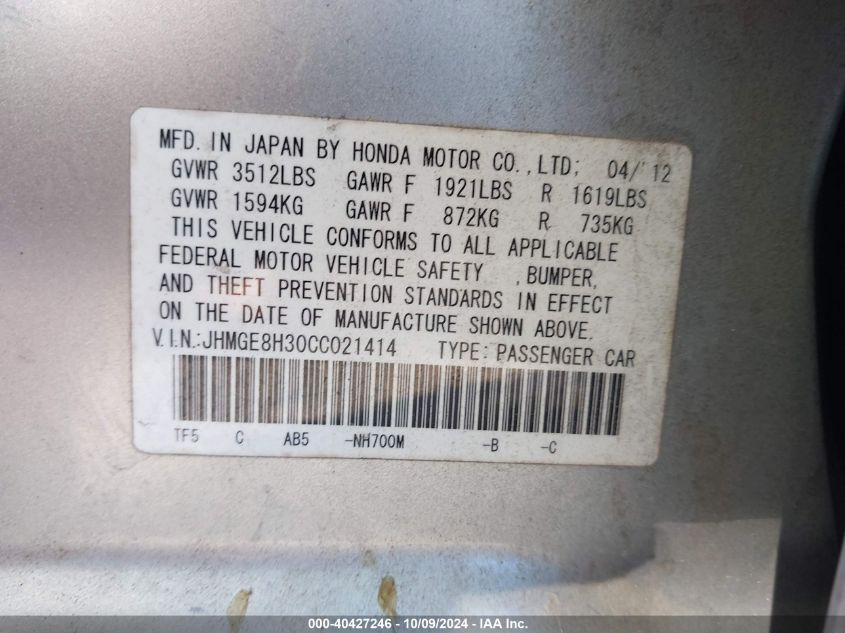 MFD. IN JAPAN BY HONDA MOTOR CO., LTD; 04/'12
GVWR 3512LBS GAWR F 1921LBS R 1619LBS
GVWR 1594KG GAWR F 872KG R 735KG
THIS VEHICLE CONFORMS TO ALL APPLICABLE
FEDERAL MOTOR VEHICLE SAFETY , BUMPER,
AND THEFT PREVENTION STANDARDS IN EFFECT
ON THE DATE OF MANUFACTURE SHOWN ABOVE.
V.I.N.:JHMGE8H30CC021414 TYPE: PASSENGER CAR
TF5 C AB5 -NH700M -B -C
000-40427246 - 10/09/2024 - IAA Inc.